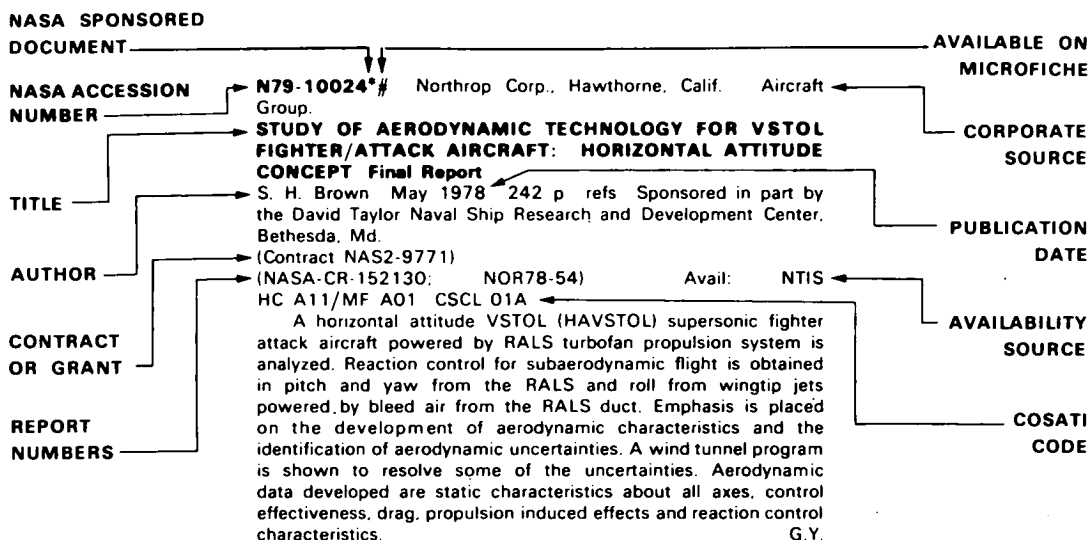 NASA SPONSORED
DOCUMENT
NASA ACCESSION
NUMBER
TITLE
AUTHOR
CONTRACT
OR GRANT
REPORT
NUMBERS
N79-10024*# Northrop Corp., Hawthorne, Calif. Aircraft
Group.
STUDY OF AERODYNAMIC TECHNOLOGY FOR VSTOL
FIGHTER/ATTACK AIRCRAFT: HORIZONTAL ATTITUDE
CONCEPT Final Report
S. H. Brown May 1978 242 p refs Sponsored in part by
the David Taylor Naval Ship Research and Development Center,
Bethesda, Md.
(Contract NAS2-9771)
(NASA-CR-152130; NOR78-54) Avail: NTIS
HC A11/MF A01 CSCL 01A
A horizontal attitude VSTOL (HAVSTOL) supersonic fighter
attack aircraft powered by RALS turbofan propulsion system is
analyzed. Reaction control for subaerodynamic flight is obtained
in pitch and yaw from the RALS and roll from wingtip jets
powered by bleed air from the RALS duct. Emphasis is placed
on the development of aerodynamic characteristics and the
identification of aerodynamic uncertainties. A wind tunnel program
is shown to resolve some of the uncertainties. Aerodynamic
data developed are static characteristics about all axes, control
effectiveness, drag, propulsion induced effects and reaction control
characteristics. G.Y.
AVAILABLE ON
MICROFICHE
CORPORATE
SOURCE
PUBLICATION
DATE
AVAILABILITY
SOURCE
COSATI
CODE